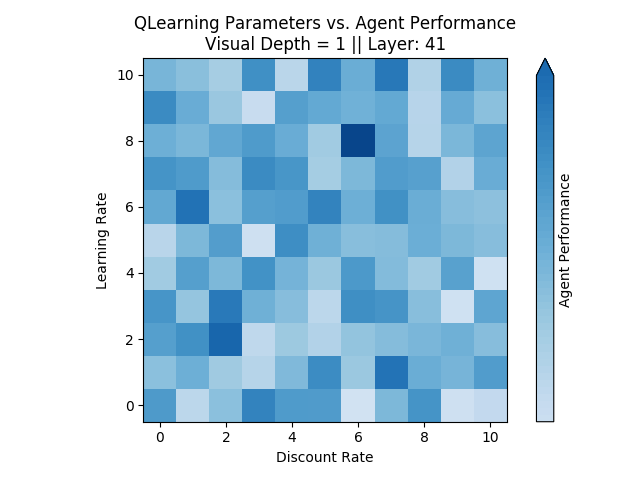 QLearning Parameters vs. Agent Performance
Visual Depth = 1 || Layer: 41
10
8
6
4
2
0
Learning Rate
0 2 4 6 8 10
Discount Rate
Agent Performance